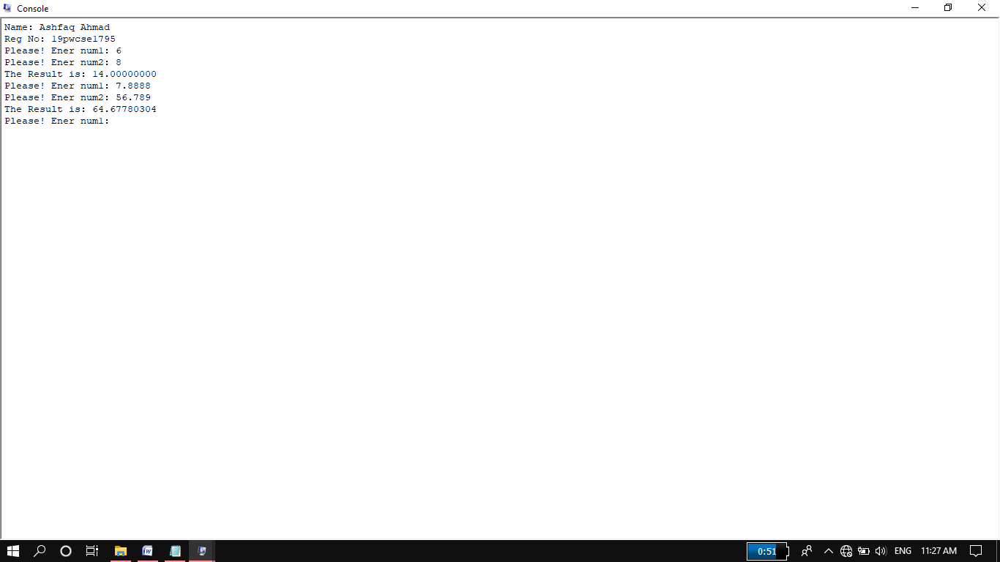 Console
Name: Ashfaq Ahmad
Reg No: 19pwcse1795
Please! Ener num1: 6
Please! Ener num2: 8
The Result is: 14.00000000
Please! Ener num1: 7.8888
Please! Ener num2: 56.789
The Result is: 64.67780304
Please! Ener num1:
0:51
ENG
11:27 AM